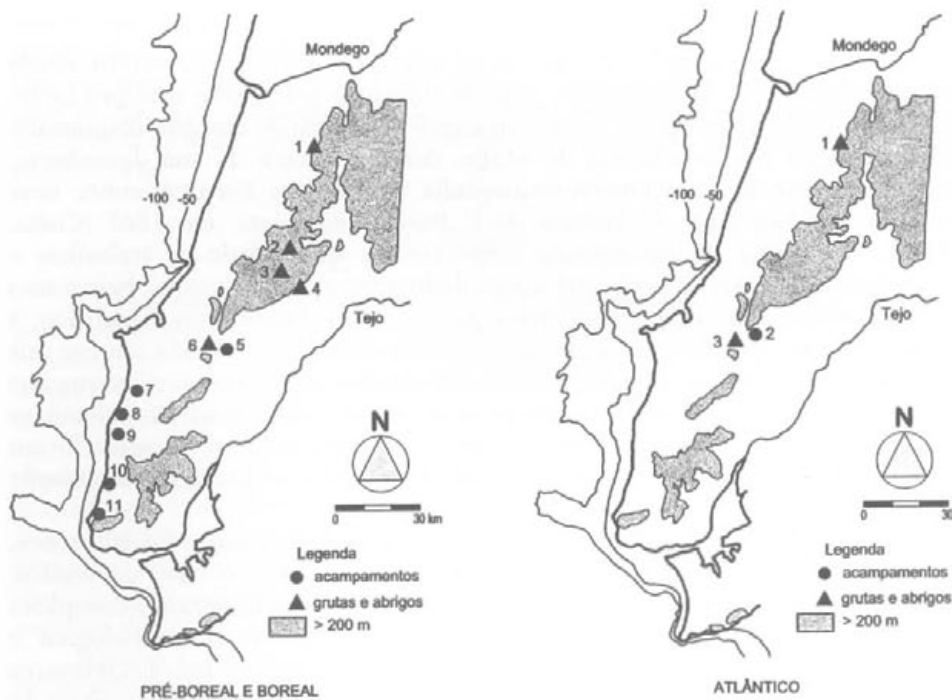 Mondego
1
-100
-50
2
3
4
Tejo
6
5
7
8
9
10
11
N
0
30 km
Legenda
acampamentos
grutas e abrigos
> 200 m
PRÉ-BOREAL E BOREAL
Mondego
1
-100
-50
Tejo
2
3
N
0
30
Legenda
acampamentos
grutas e abrigos
> 200 m
ATLÂNTICO